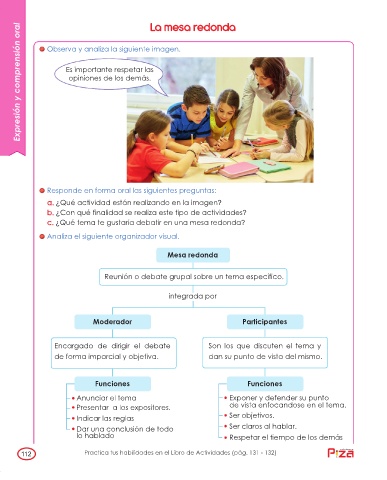 La mesa redonda
Expresión y comprensión oral
Observa y analiza la siguiente imagen.
Es importante respetar las
opiniones de los demás.
Responde en forma oral las siguientes preguntas:
a. ¿Qué actividad están realizando en la imagen?
b. ¿Con qué finalidad se realiza este tipo de actividades?
c. ¿Qué tema te gustaría debatir en una mesa redonda?
Analiza el siguiente organizador visual.
Mesa redonda
Reunión o debate grupal sobre un tema específico.
integrada por
Moderador
Participantes
Encargado de dirigir el debate
de forma imparcial y objetiva.
Son los que discuten el tema y
dan su punto de vista del mismo.
Funciones
Funciones
• Anunciar el tema
• Presentar a los expositores.
• Indicar las reglas
• Dar una conclusión de todo
lo hablado
• Exponer y defender su punto
de vista enfocandose en el tema.
• Ser objetivos.
• Ser claros al hablar.
• Respetar el tiempo de los demás
112
Practica tus habilidades en el Libro de Actividades (pág. 131 - 132)